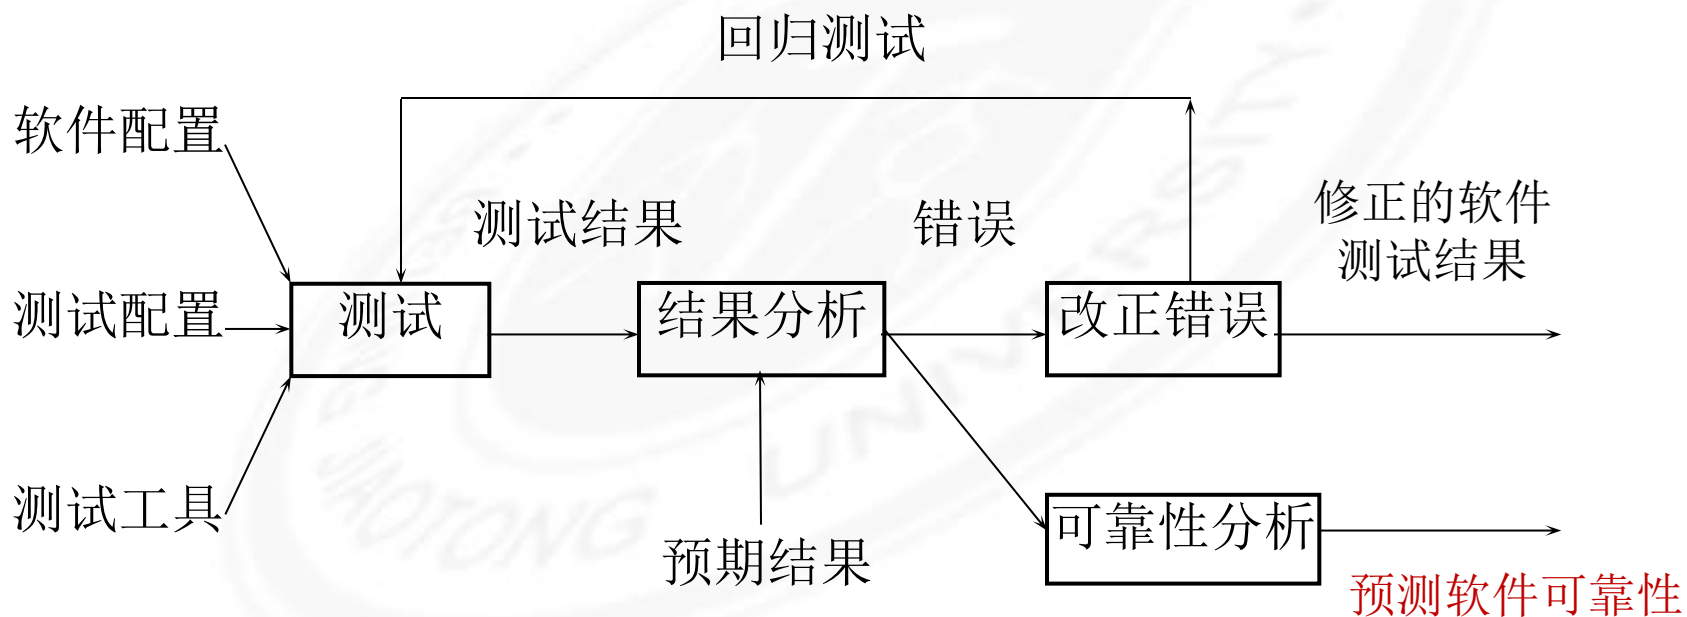 回归测试
软件配置
测试结果
错误
修正的软件
测试结果
测试配置
测试
结果分析
改正错误
测试工具
预期结果
可靠性分析
预测软件可靠性
JIAOTONG UNIVERSITY